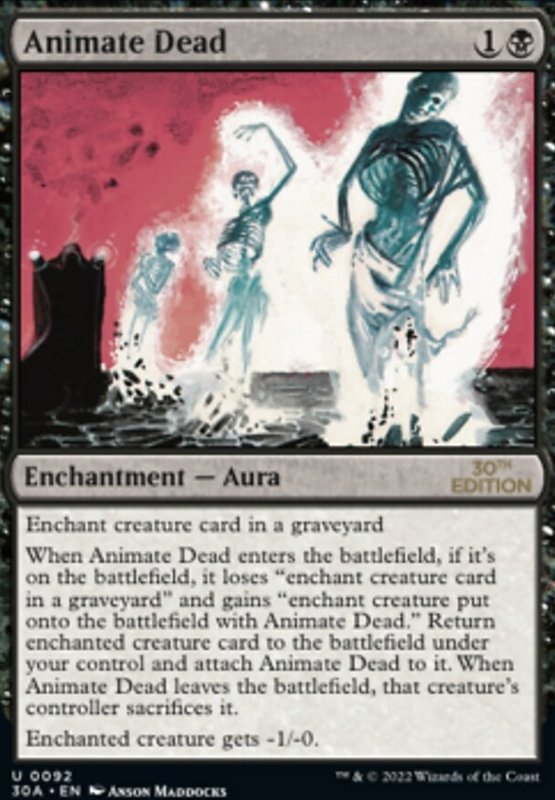 Animate Dead 1
Enchantment — Aura
30TH
EDITION
Enchant creature card in a graveyard
When Animate Dead enters the battlefield, if it's
on the battlefield, it loses “enchant creature card
in a graveyard” and gains “enchant creature put
onto the battlefield with Animate Dead.” Return
enchanted creature card to the battlefield under
your control and attach Animate Dead to it. When
Animate Dead leaves the battlefield, that creature's
controller sacrifices it.
Enchanted creature gets -1/-0.
U 0092
30A • EN Anson Maddocks
™ & © 2022 Wizards of the Coast